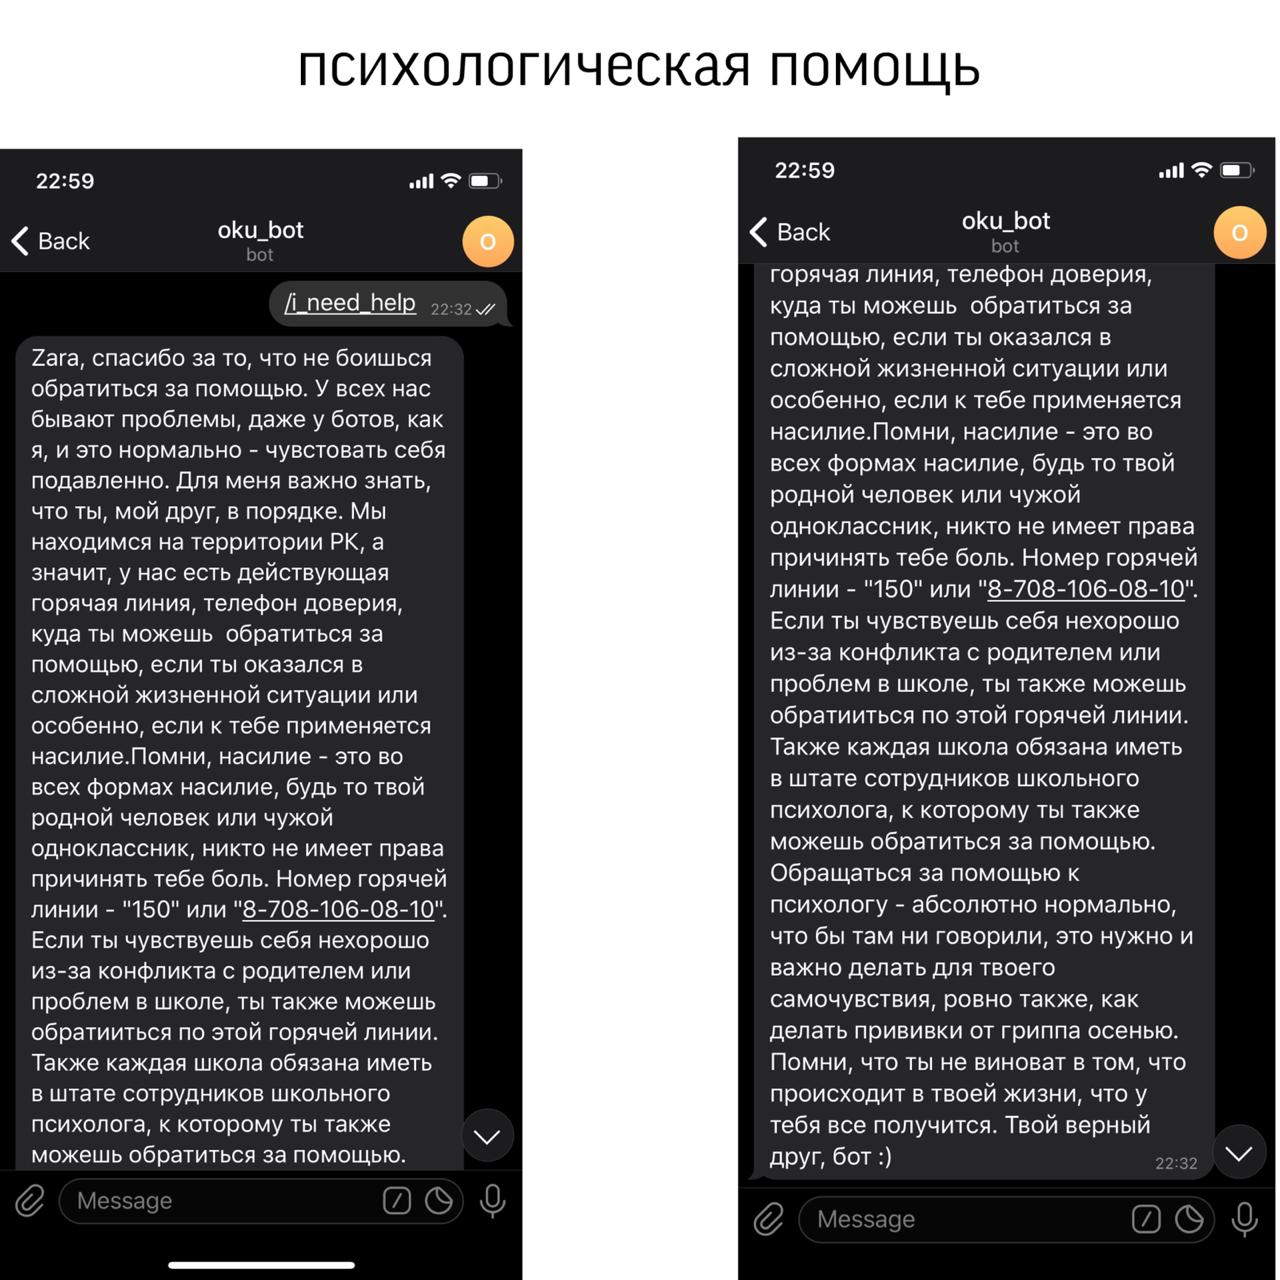 психологическая помощь
22:59
Back
oku_bot
bot
O
/i_need_help 22:32
Zara, спасибо за то, что не боишься
обратиться за помощью. У всех нас
бывают проблемы, даже у ботов, как
я, и это нормально - чувстовать себя
подавленно. Для меня важно знать,
что ты, мой друг, в порядке. Мы
находимся на территории РК, а
значит, у нас есть действующая
горячая линия, телефон доверия,
куда ты можешь  обратиться за
помощью, если ты оказался в
сложной жизненной ситуации или
особенно, если к тебе применяется
насилие.Помни, насилие - это во
всех формах насилие, будь то твой
родной человек или чужой
одноклассник, никто не имеет права
причинять тебе боль. Номер горячей
линии - "150" или "8-708-106-08-10".
Если ты чувствуешь себя нехорошо
из-за конфликта с родителем или
проблем в школе, ты также можешь
обратииться по этой горячей линии.
Также каждая школа обязана иметь
в штате сотрудников школьного
психолога, к которому ты также
можешь обратиться за помощью.
Message
22:59
Back
oku_bot
bot
O
горячая линия, телефон доверия,
куда ты можешь  обратиться за
помощью, если ты оказался в
сложной жизненной ситуации или
особенно, если к тебе применяется
насилие.Помни, насилие - это во
всех формах насилие, будь то твой
родной человек или чужой
одноклассник, никто не имеет права
причинять тебе боль. Номер горячей
линии - "150" или "8-708-106-08-10".
Если ты чувствуешь себя нехорошо
из-за конфликта с родителем или
проблем в школе, ты также можешь
обратииться по этой горячей линии.
Также каждая школа обязана иметь
в штате сотрудников школьного
психолога, к которому ты также
можешь обратиться за помощью.
Обращаться за помощью к
психологу - абсолютно нормально,
что бы там ни говорили, это нужно и
важно делать для твоего
самочувствия, ровно также, как
делать прививки от гриппа осенью.
Помни, что ты не виноват в том, что
происходит в твоей жизни, что у
тебя все получится. Твой верный
друг, бот :) 22:32
Message